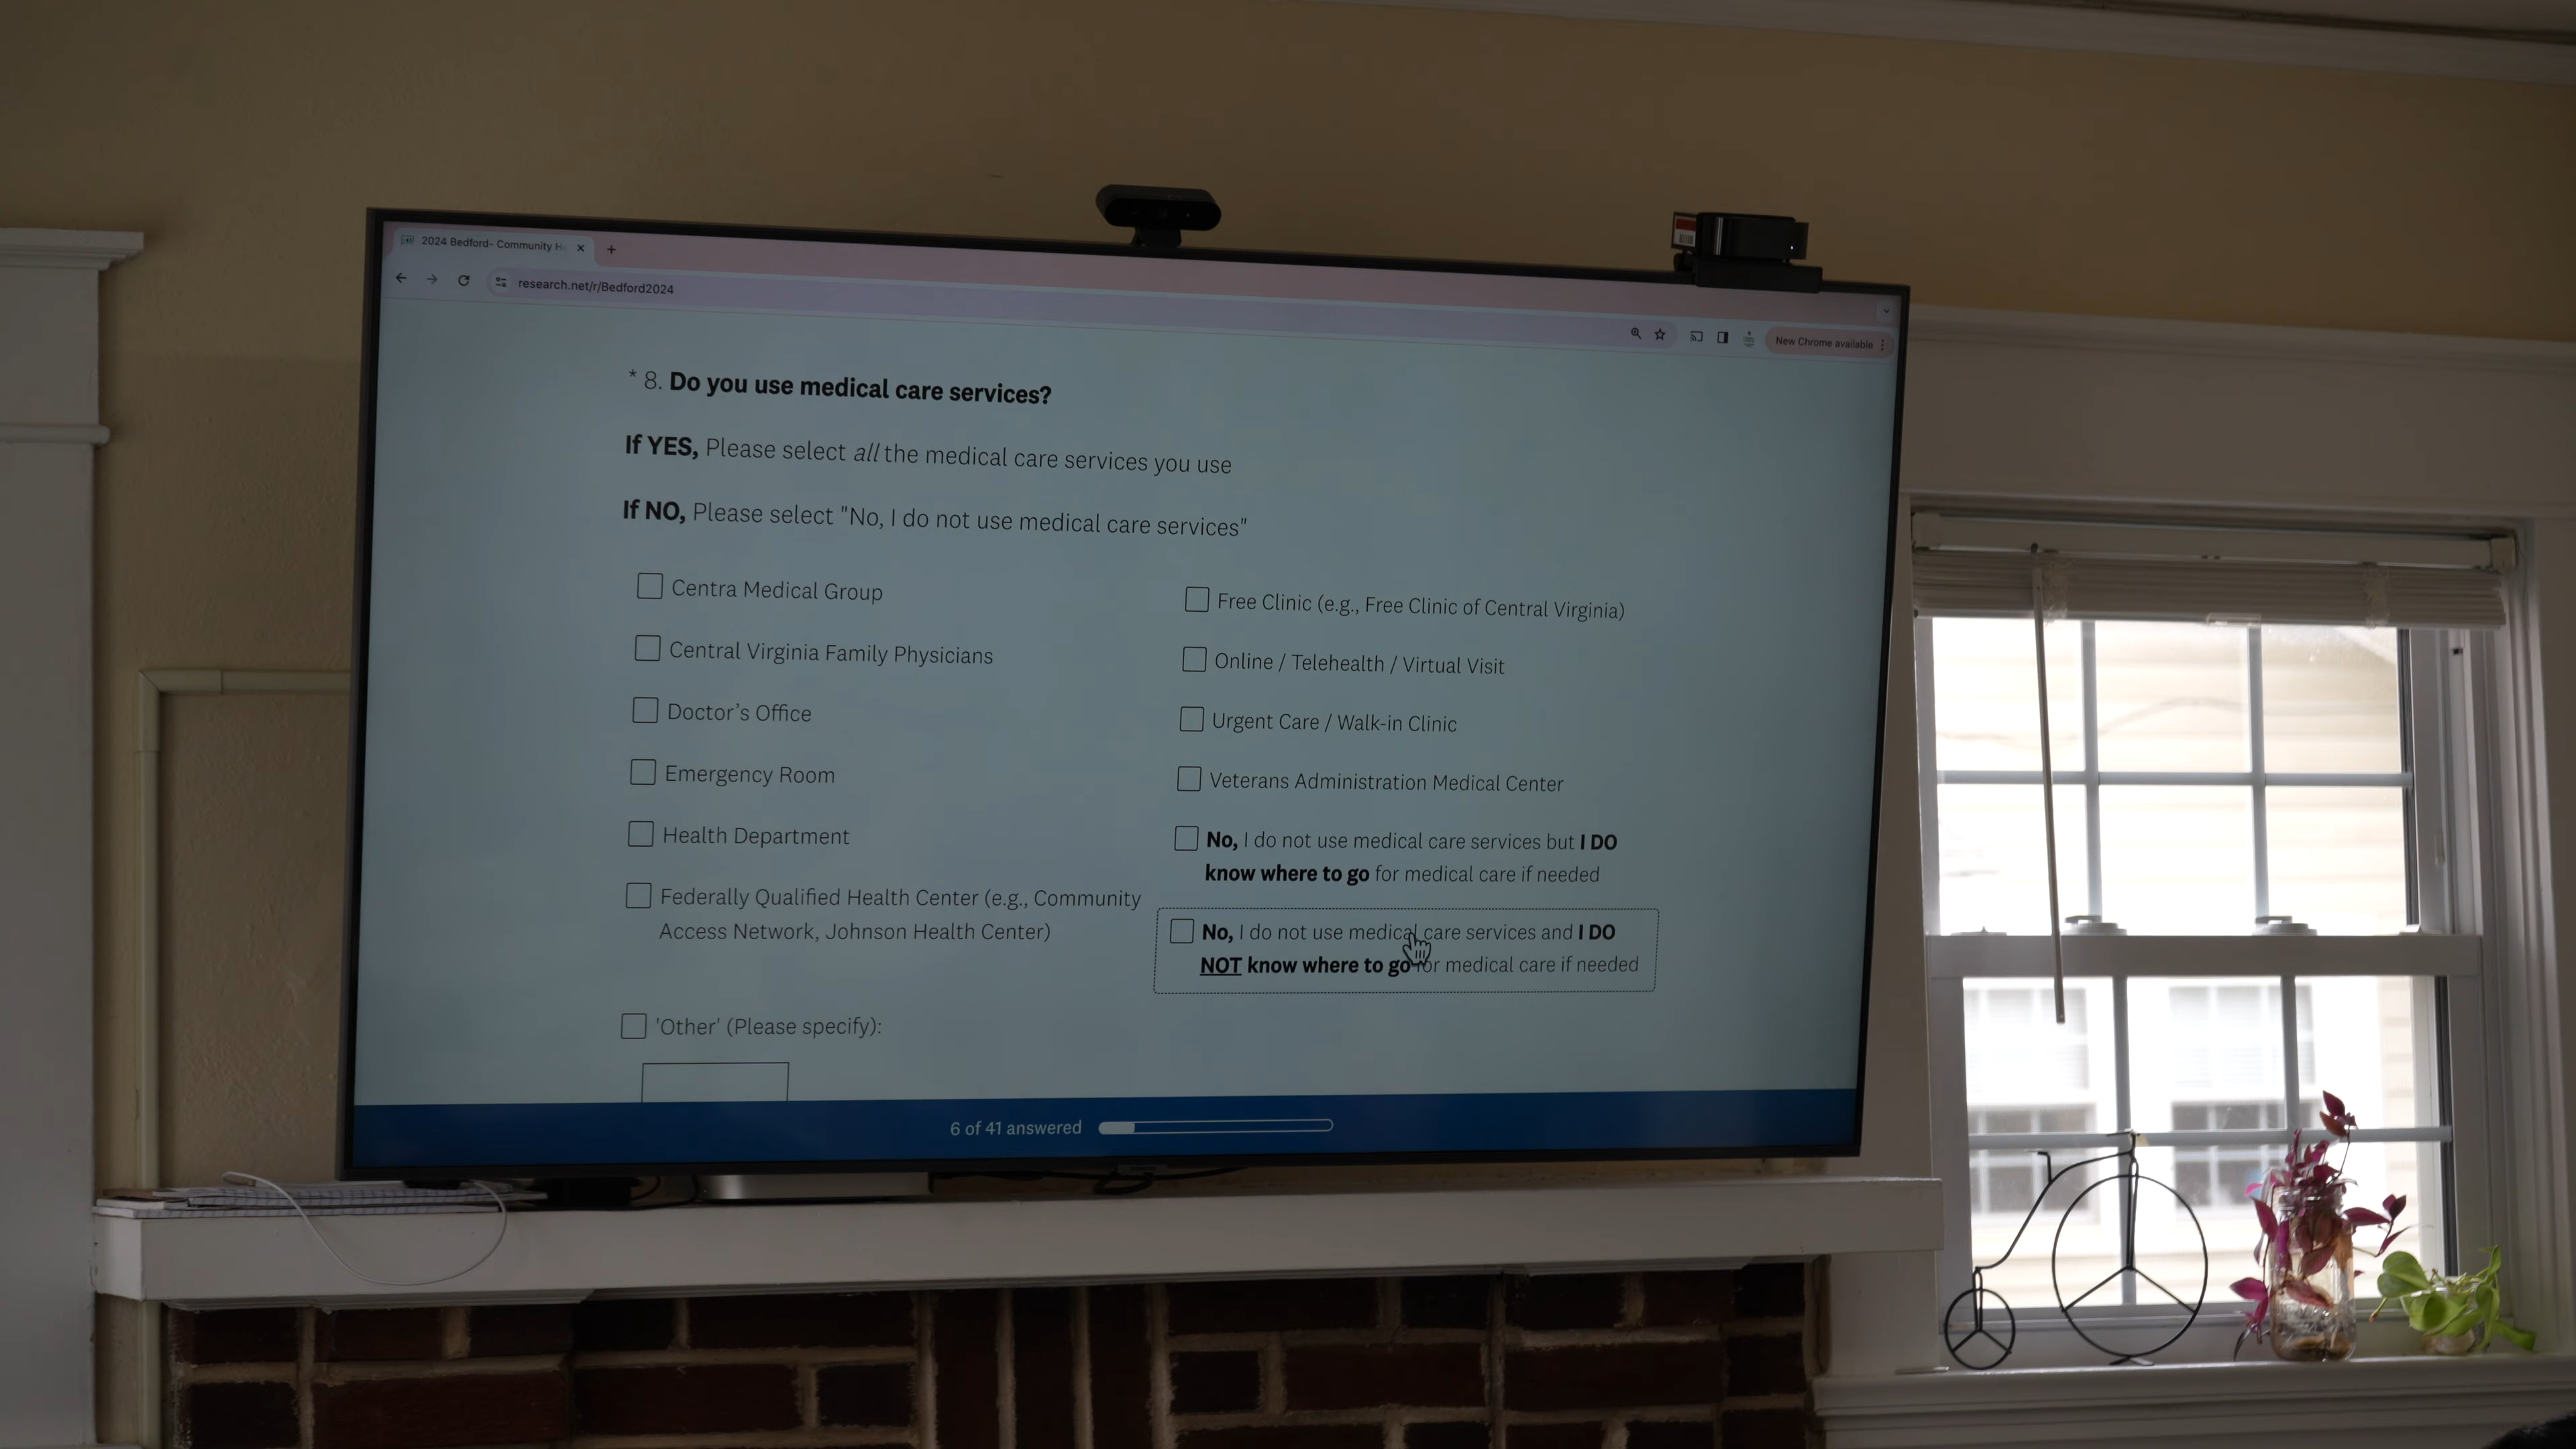 2024 Bedford- Community H
research.net/r/Bedford2024
New Chrome available
* 8. Do you use medical care services?
If YES, Please select all the medical care services you use
If NO, Please select "No, I do not use medical care services"
Centra Medical Group
Central Virginia Family Physicians
Doctor’s Office
Emergency Room
Health Department
Federally Qualified Health Center (e.g., Community
Access Network, Johnson Health Center)
Free Clinic (e.g., Free Clinic of Central Virginia)
Online / Telehealth / Virtual Visit
Urgent Care / Walk-in Clinic
Veterans Administration Medical Center
No, I do not use medical care services but I DO
know where to go for medical care if needed
No, I do not use medical care services and I DO
NOT know where to go for medical care if needed
'Other' (Please specify):
6 of 41 answered